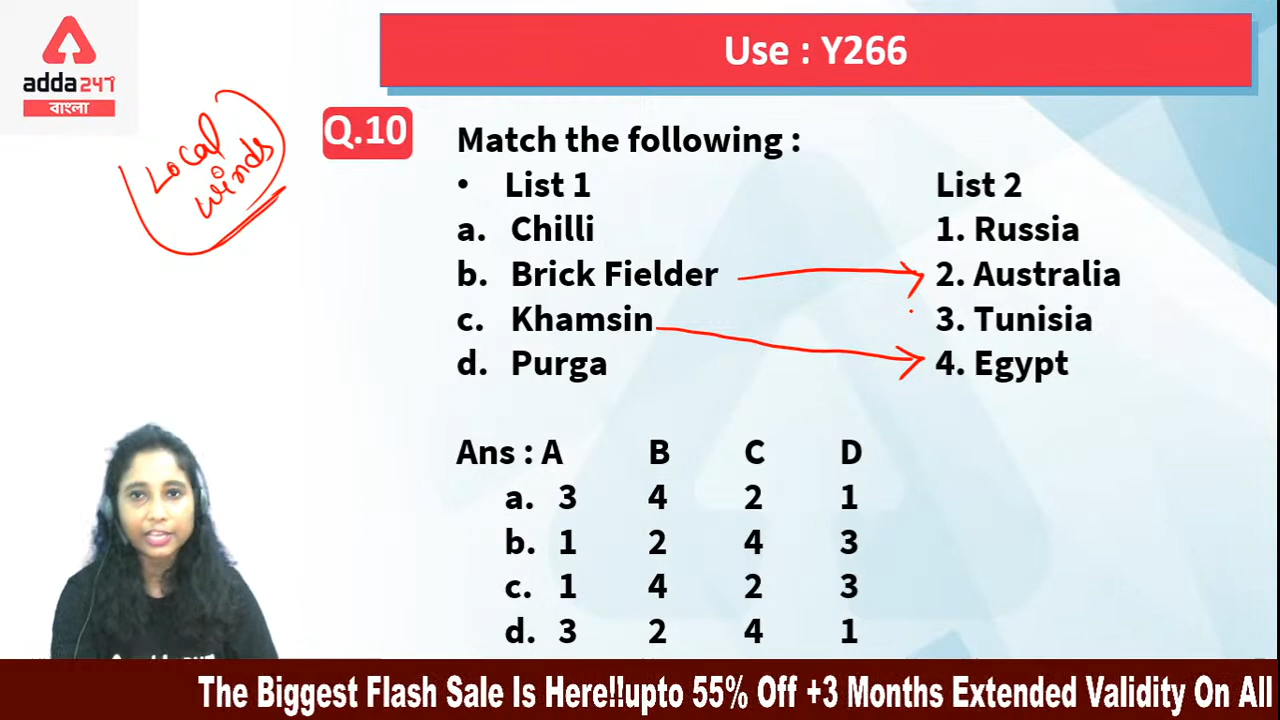 adda247
বাংলা
Use : Y266
Local
winds
Q.10
Match the following :
• List 1 List 2
a. Chilli 1. Russia
b. Brick Fielder 2. Australia
c. Khamsin 3. Tunisia
d. Purga 4. Egypt
Ans : A B C D
a. 3 4 2 1
b. 1 2 4 3
c. 1 4 2 3
d. 3 2 4 1
The Biggest Flash Sale Is Here!!upto 55% Off +3 Months Extended Validity On All